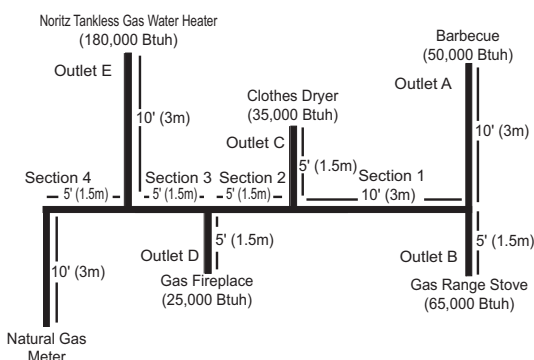 Noritz Tankless Gas Water Heater
(180,000 Btuh)
Outlet E
10' (3m)
Barbecue
(50,000 Btuh)
Outlet A
10' (3m)
Clothes Dryer
(35,000 Btuh)
Outlet C
5' (1.5m)
Section 4
5' (1.5m)
Section 3
5' (1.5m)
Section 2
5' (1.5m)
Section 1
10' (3m)
10' (3m)
Natural Gas
Meter
Outlet D
5' (1.5m)
Gas Fireplace
(25,000 Btuh)
Outlet B
5' (1.5m)
Gas Range Stove
(65,000 Btuh)